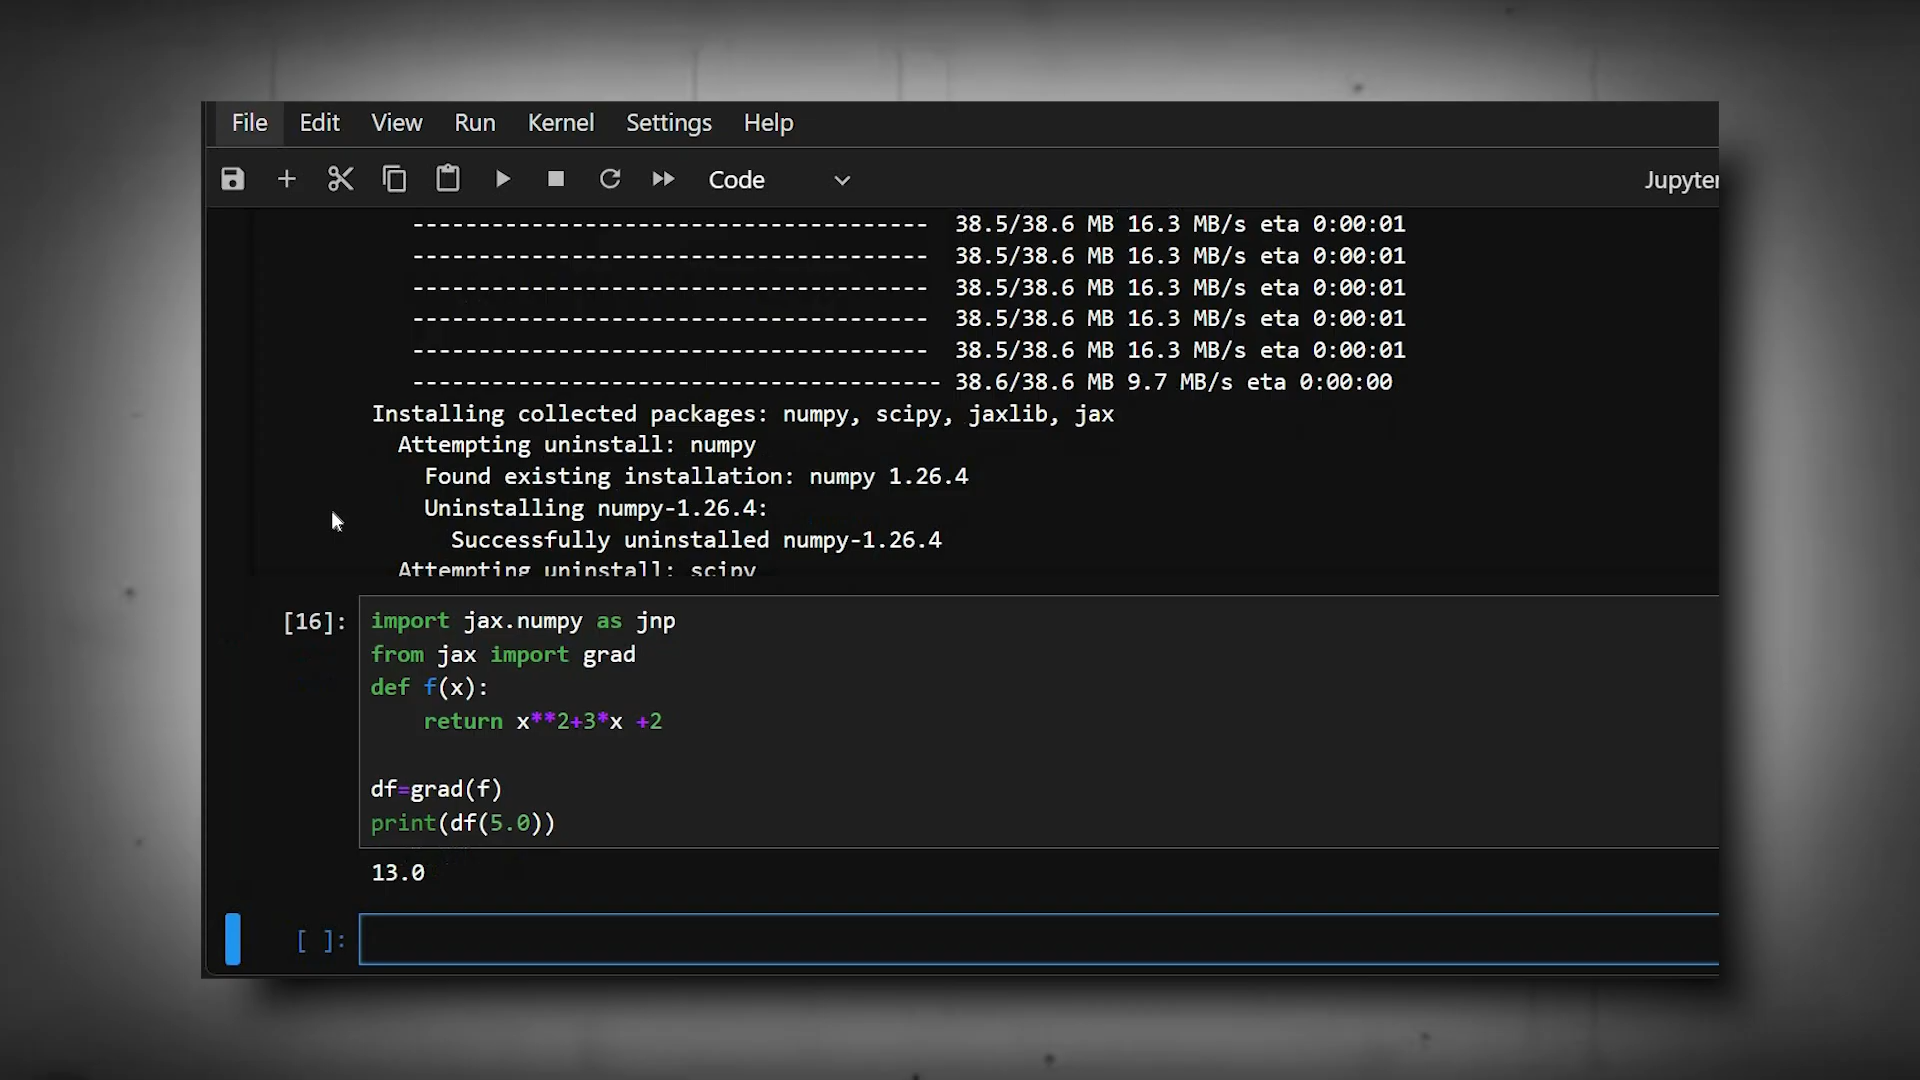 File Edit View Run Kernel Settings Help
Code
Jupyter
---------------------------------------  38.5/38.6 MB 16.3 MB/s eta 0:00:01
---------------------------------------  38.5/38.6 MB 16.3 MB/s eta 0:00:01
---------------------------------------  38.5/38.6 MB 16.3 MB/s eta 0:00:01
---------------------------------------  38.5/38.6 MB 16.3 MB/s eta 0:00:01
---------------------------------------  38.5/38.6 MB 16.3 MB/s eta 0:00:01
---------------------------------------- 38.6/38.6 MB 9.7 MB/s eta 0:00:00
Installing collected packages: numpy, scipy, jaxlib, jax
Attempting uninstall: numpy
Found existing installation: numpy 1.26.4
Uninstalling numpy-1.26.4:
Successfully uninstalled numpy-1.26.4
Attempting uninstall: scipy
[16]:
import jax.numpy as jnp
from jax import grad
def f(x):
return x**2+3*x +2
df=grad(f)
print(df(5.0))
13.0
[ ]: